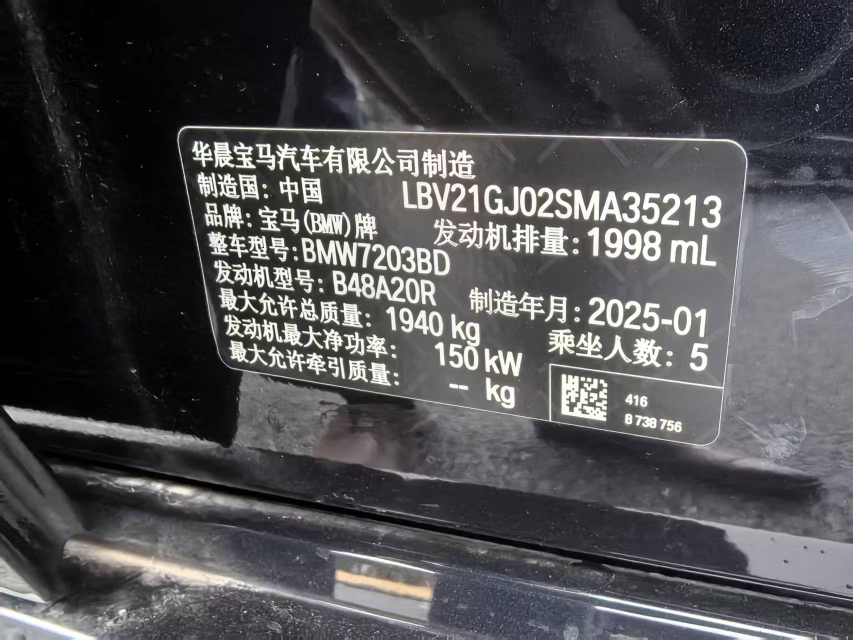 华晨宝马汽车有限公司制造
制造国: 中国 LBV21GJ02SMA35213
品牌: 宝马(BMW)牌 发动机排量: 1998 mL
整车型号: BMW7203BD
发动机型号: B48A20R 制造年月: 2025-01
最大允许总质量: 1940 kg
发动机最大净功率: 150 kW 乘坐人数: 5
最大允许牵引质量: -- kg
416
8 738 756